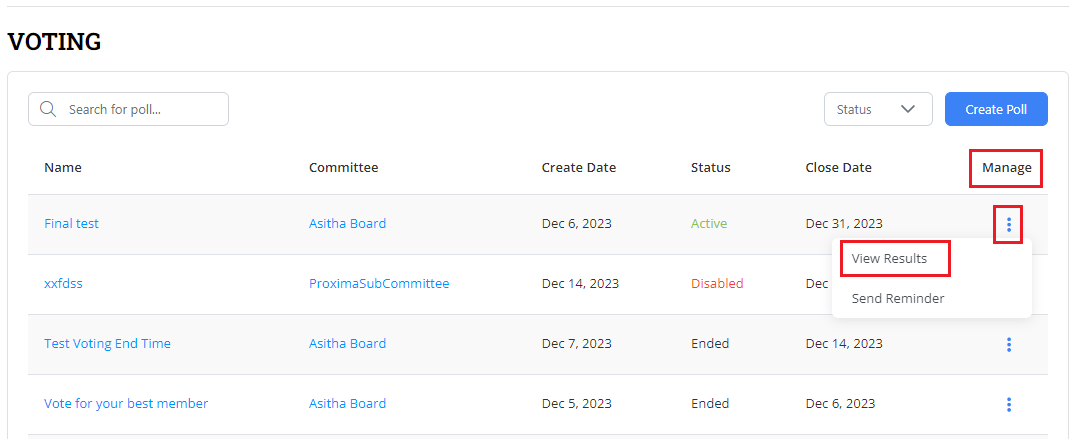 VOTING
Search for poll... Status Create Poll
Name Committee Create Date Status Close Date Manage
Final test Asitha Board Dec 6, 2023 Active Dec 31, 2023
View Results
xxfdss ProximaSubCommittee Dec 14, 2023 Disabled Dec
Send Reminder
Test Voting End Time Asitha Board Dec 7, 2023 Ended Dec 14, 2023
Vote for your best member Asitha Board Dec 5, 2023 Ended Dec 6, 2023